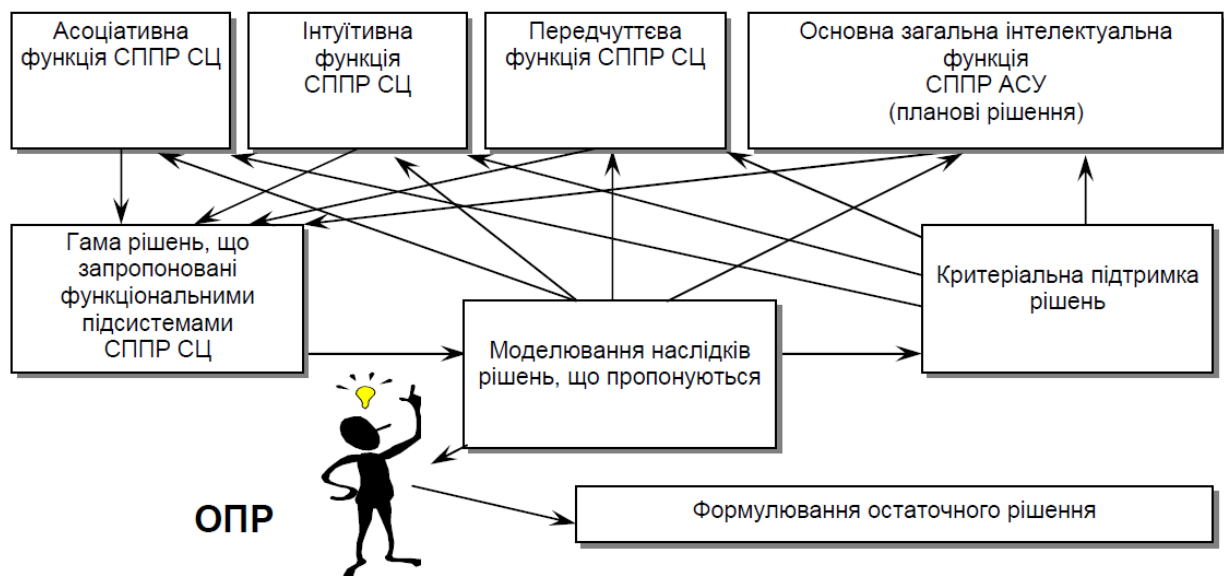 Асоціативна
функція СППР СЦ
Інтуїтивна
функція
СППР СЦ
Передчуттєва
функція СППР СЦ
Основна загальна інтелектуальна
функція
СППР АСУ
(планові рішення)
Гама рішень, що
запропоновані
функціональними
підсистемами
СППР СЦ
Моделювання наслідків
рішень, що пропонуються
Критеріальна підтримка
рішень
ОПР
Формулювання остаточного рішення